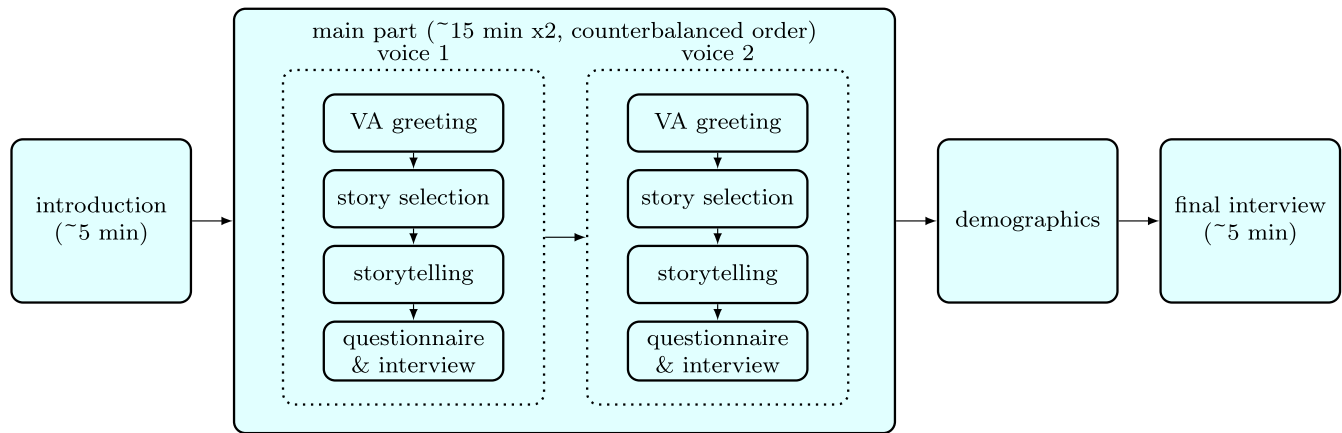 introduction
(~5 min)
main part (~15 min x2, counterbalanced order)
voice 1
VA greeting
story selection
storytelling
questionnaire
& interview
voice 2
VA greeting
story selection
storytelling
questionnaire
& interview
demographics
final interview
(~5 min)